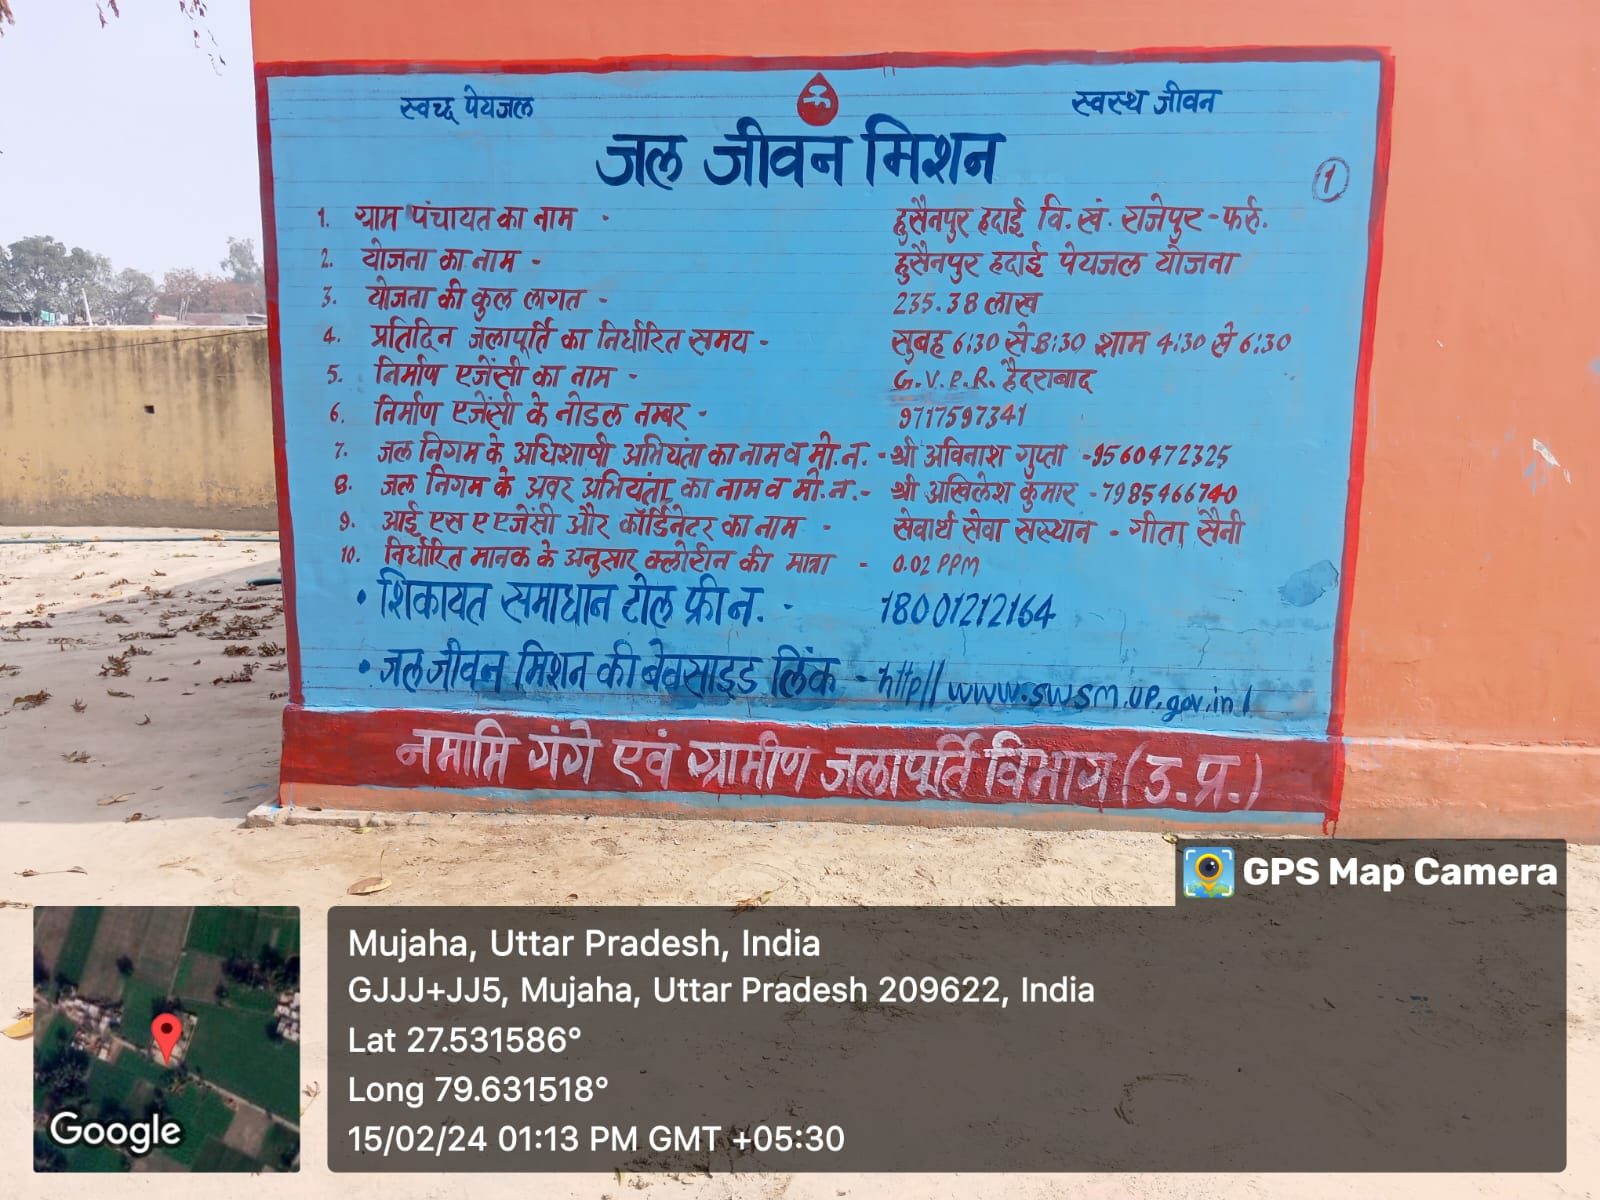 स्वच्छ पेयजल स्वस्थ जीवन
जल जीवन मिशन
1
1. ग्राम पंचायत का नाम - हुसैनपुर हदाई वि.खं. राजेपुर - फर्रु.
2. योजना का नाम - हुसैनपुर हदाई पेयजल योजना
3. योजना की कुल लागत - 235.38 लाख
4. प्रतिदिन जलापूर्ति का निर्धारित समय - सुबह 6:30 से 8:30 शाम 4:30 से 6:30
5. निर्माण एजेंसी का नाम - G.V.P.R. हैदराबाद
6. निर्माण एजेंसी के नोडल नम्बर - 9717597341
7. जल निगम के अधिशाषी अभियंता का नाम व मो.न. - श्री अविनाश गुप्ता - 9560472325
8. जल निगम के अवर अभियंता का नाम व मो.न. - श्री अखिलेश कुमार - 7985466740
9. आई एस ए एजेंसी और कॉर्डिनेटर का नाम - सेवार्थ सेवा सस्थान - गीता सैनी
10. निर्धारित मानक के अनुसार क्लोरीन की मात्रा - 0.02 PPM
• शिकायत समाधान टोल फ्री न. - 18001212164
• जल जीवन मिशन की बेवसाइड लिंक - http|| www.swsm.up.gov.in /
नमामि गंगे एवं ग्रामीण जलापूर्ति विभाग (उ.प्र.)
GPS Map Camera
Mujaha, Uttar Pradesh, India
GJJJ+JJ5, Mujaha, Uttar Pradesh 209622, India
Lat 27.531586°
Long 79.631518°
15/02/24 01:13 PM GMT +05:30
Google